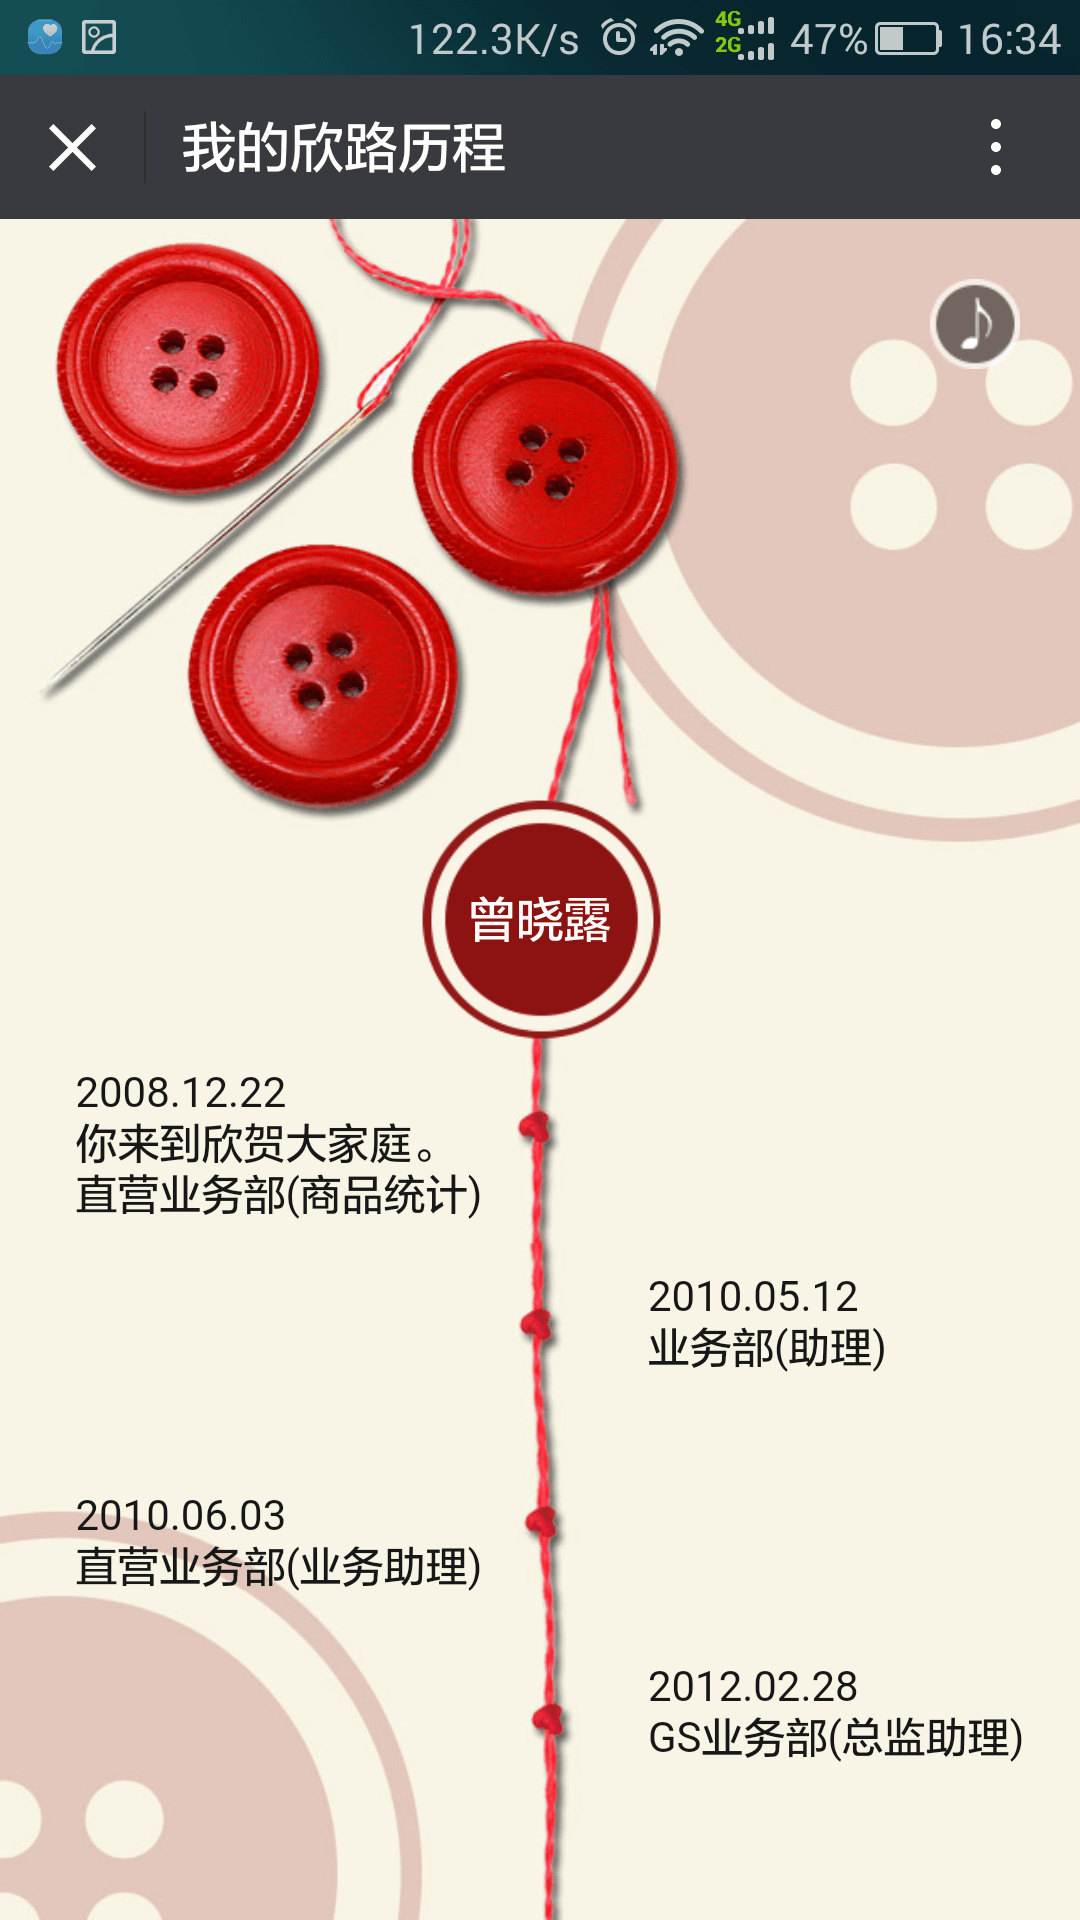 122.3K/s 4G 2G 47% 16:34
我的欣路历程
曾晓露
2008.12.22
你来到欣贺大家庭。
直营业务部(商品统计)
2010.05.12
业务部(助理)
2010.06.03
直营业务部(业务助理)
2012.02.28
GS业务部(总监助理)